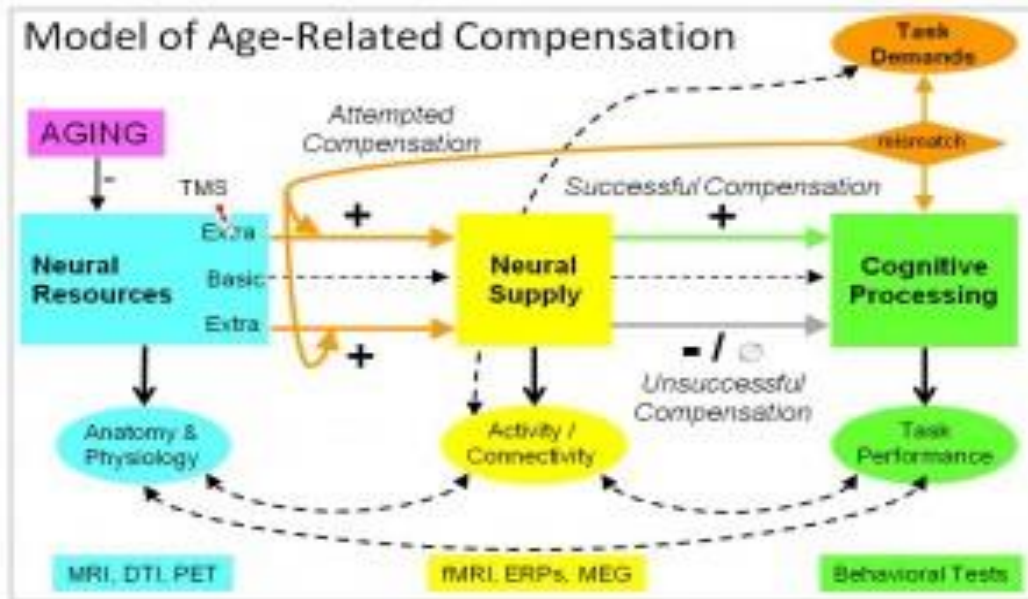 Model of Age-Related Compensation
Task
Demands
AGING
-
Attempted
Compensation
mismatch
TMS
Successful Compensation
+
+
Extra
Neural
Resources
Basic
Neural
Supply
Cognitive
Processing
Extra
+
- / ∅
Unsuccessful
Compensation
Anatomy &
Physiology
Activity /
Connectivity
Task
Performance
MRI, DTI, PET
fMRI, ERPs, MEG
Behavioral Tests